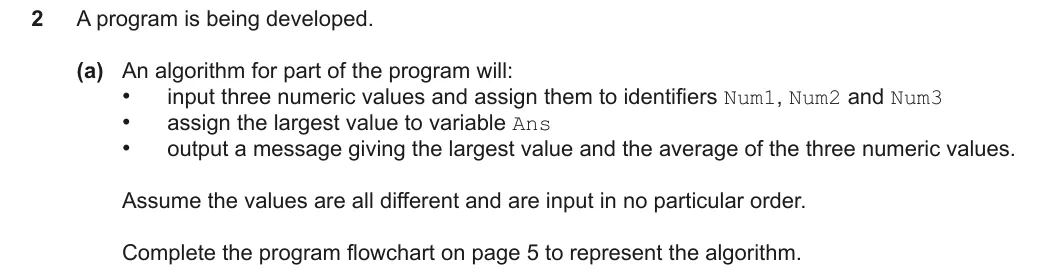 2 A program is being developed.
(a) An algorithm for part of the program will:
• input three numeric values and assign them to identifiers Num1, Num2 and Num3
• assign the largest value to variable Ans
• output a message giving the largest value and the average of the three numeric values.
Assume the values are all different and are input in no particular order.
Complete the program flowchart on page 5 to represent the algorithm.